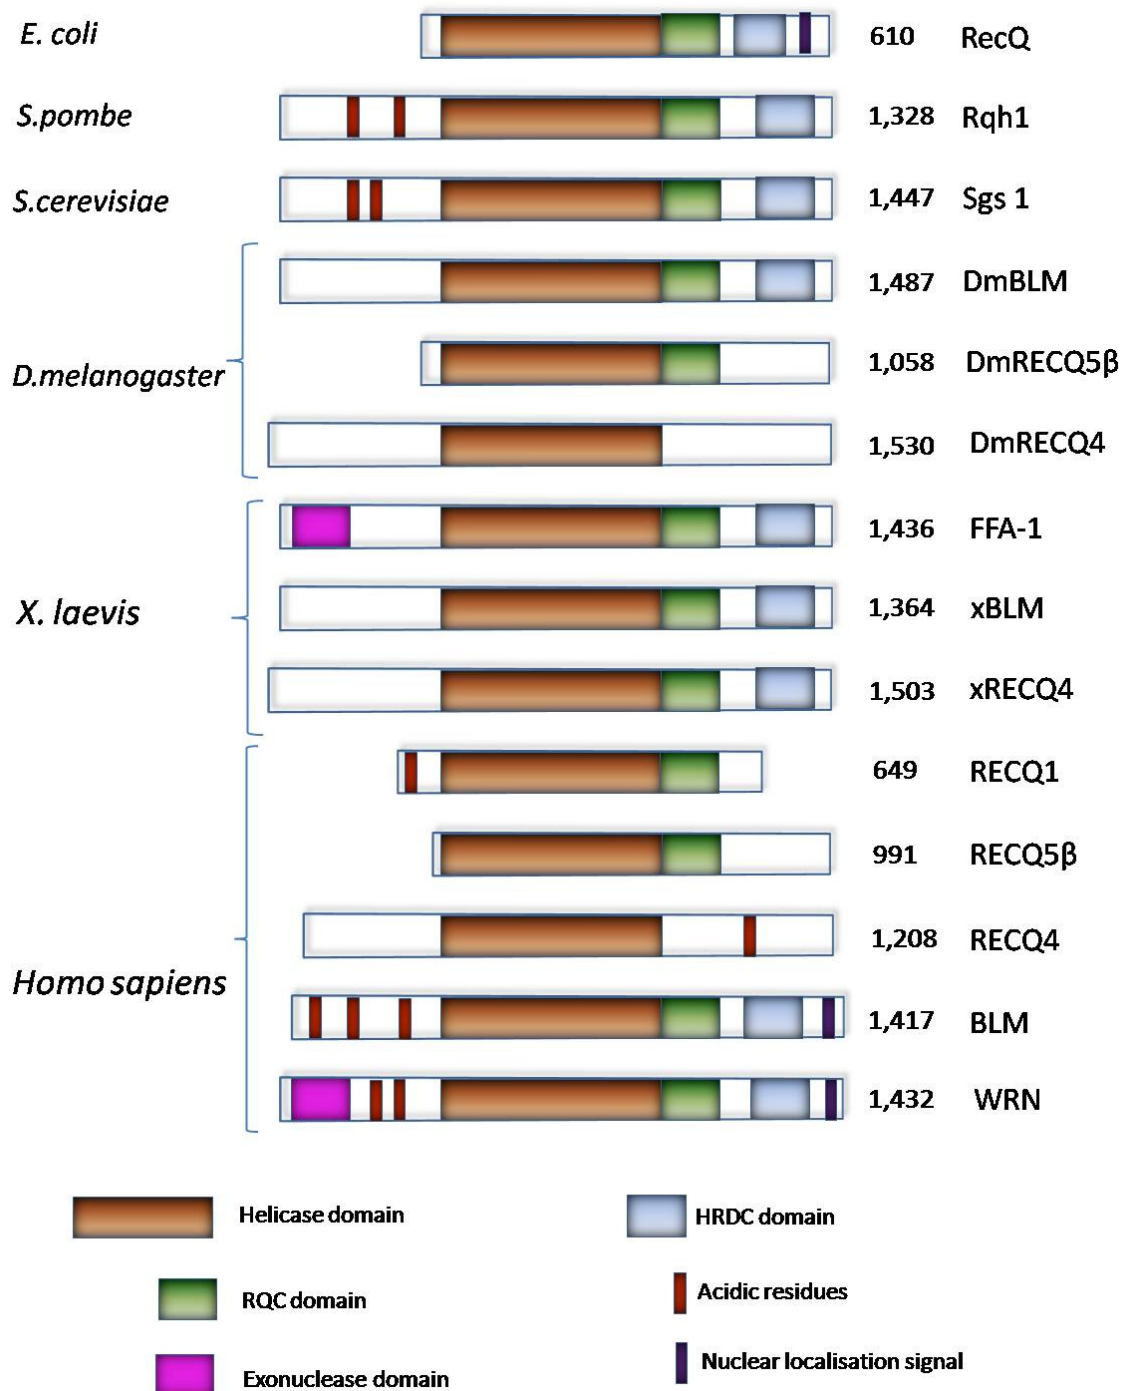 E. coli 610 RecQ
S.pombe 1,328 Rqh1
S.cerevisiae 1,447 Sgs 1
1,487 DmBLM
1,058 DmRECQ5β
D.melanogaster
1,530 DmRECQ4
1,436 FFA-1
X. laevis 1,364 xBLM
1,503 xRECQ4
649 RECQ1
991 RECQ5β
1,208 RECQ4
Homo sapiens
1,417 BLM
1,432 WRN
Helicase domain
HRDC domain
RQC domain
Acidic residues
Exonuclease domain
Nuclear localisation signal